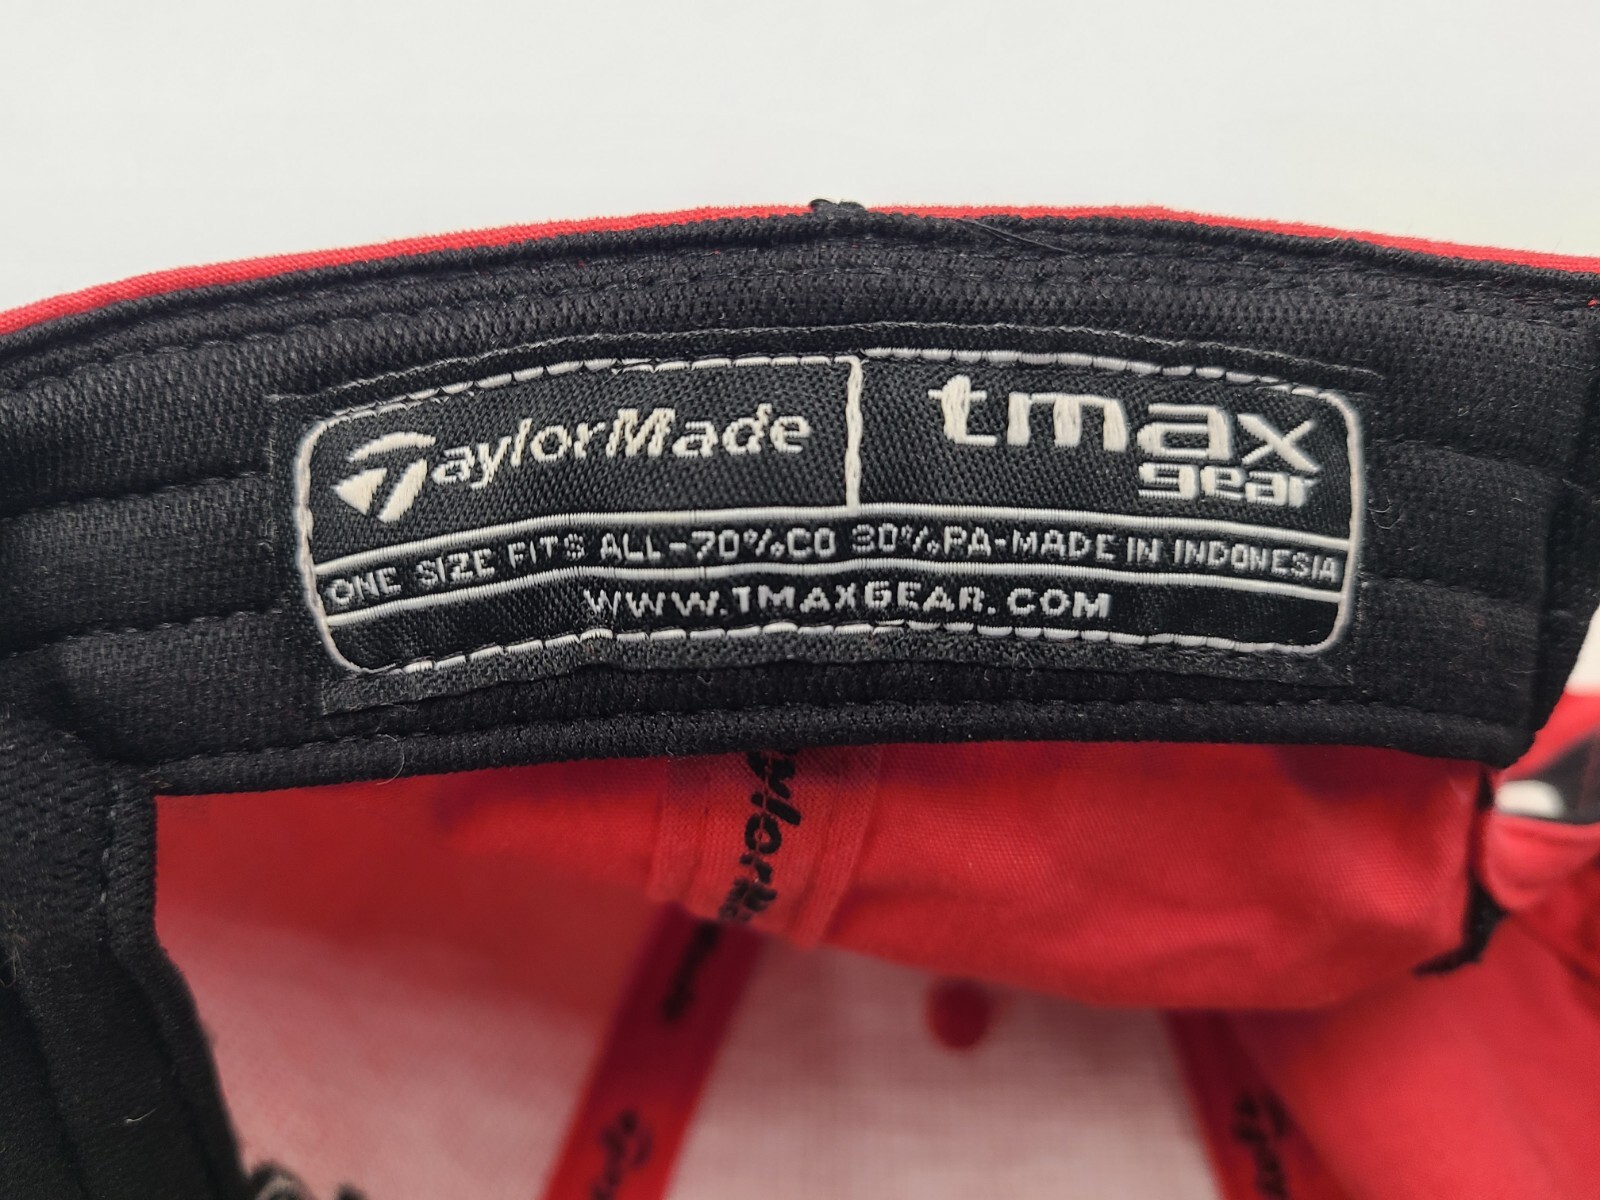 TaylorMade
tmax
gear
ONE SIZE FITS ALL-70%CO 30%PA-MADE IN INDONESIA
WWW.TMAXGEAR.COM